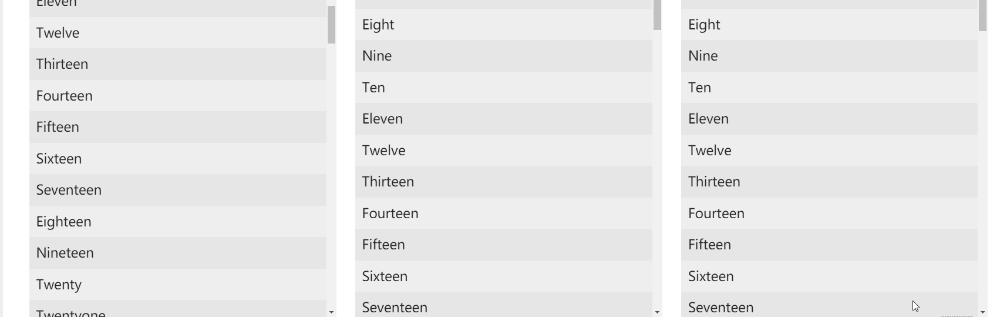 Eleven
Twelve
Thirteen
Fourteen
Fifteen
Sixteen
Seventeen
Eighteen
Nineteen
Twenty
Twentyone
Eight
Nine
Ten
Eleven
Twelve
Thirteen
Fourteen
Fifteen
Sixteen
Seventeen
Eight
Nine
Ten
Eleven
Twelve
Thirteen
Fourteen
Fifteen
Sixteen
Seventeen